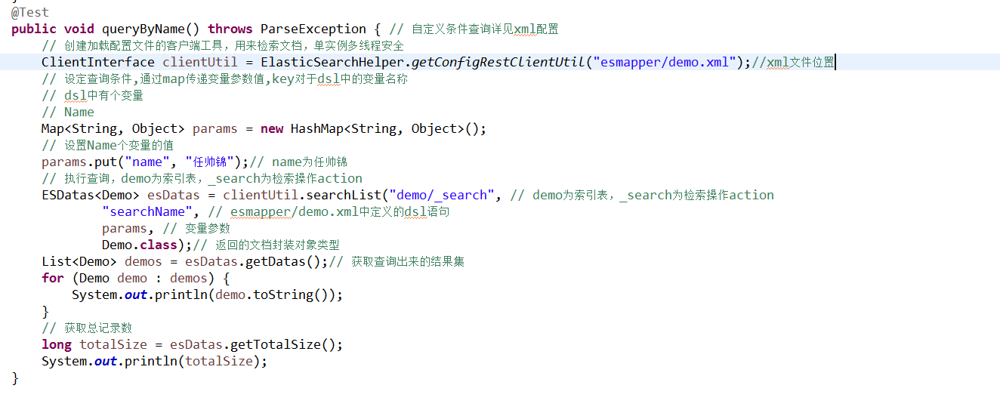 @Test
public void queryByName() throws ParseException { // 自定义条件查询详见xml配置
// 创建加载配置文件的客户端工具，用来检索文档，单实例多线程安全
ClientInterface clientUtil = ElasticSearchHelper.getConfigRestClientUtil("esmapper/demo.xml");//xml文件位置
// 设定查询条件,通过map传递变量参数值,key对于dsl中的变量名称
// dsl中有个变量
// Name
Map<String, Object> params = new HashMap<String, Object>();
// 设置Name个变量的值
params.put("name", "任帅锦");// name为任帅锦
// 执行查询，demo为索引表，_search为检索操作action
ESDatas<Demo> esDatas = clientUtil.searchList("demo/_search", // demo为索引表，_search为检索操作action
"searchName", // esmapper/demo.xml中定义的dsl语句
params, // 变量参数
Demo.class);// 返回的文档封装对象类型
List<Demo> demos = esDatas.getDatas();// 获取查询出来的结果集
for (Demo demo : demos) {
System.out.println(demo.toString());
}
// 获取总记录数
long totalSize = esDatas.getTotalSize();
System.out.println(totalSize);
}